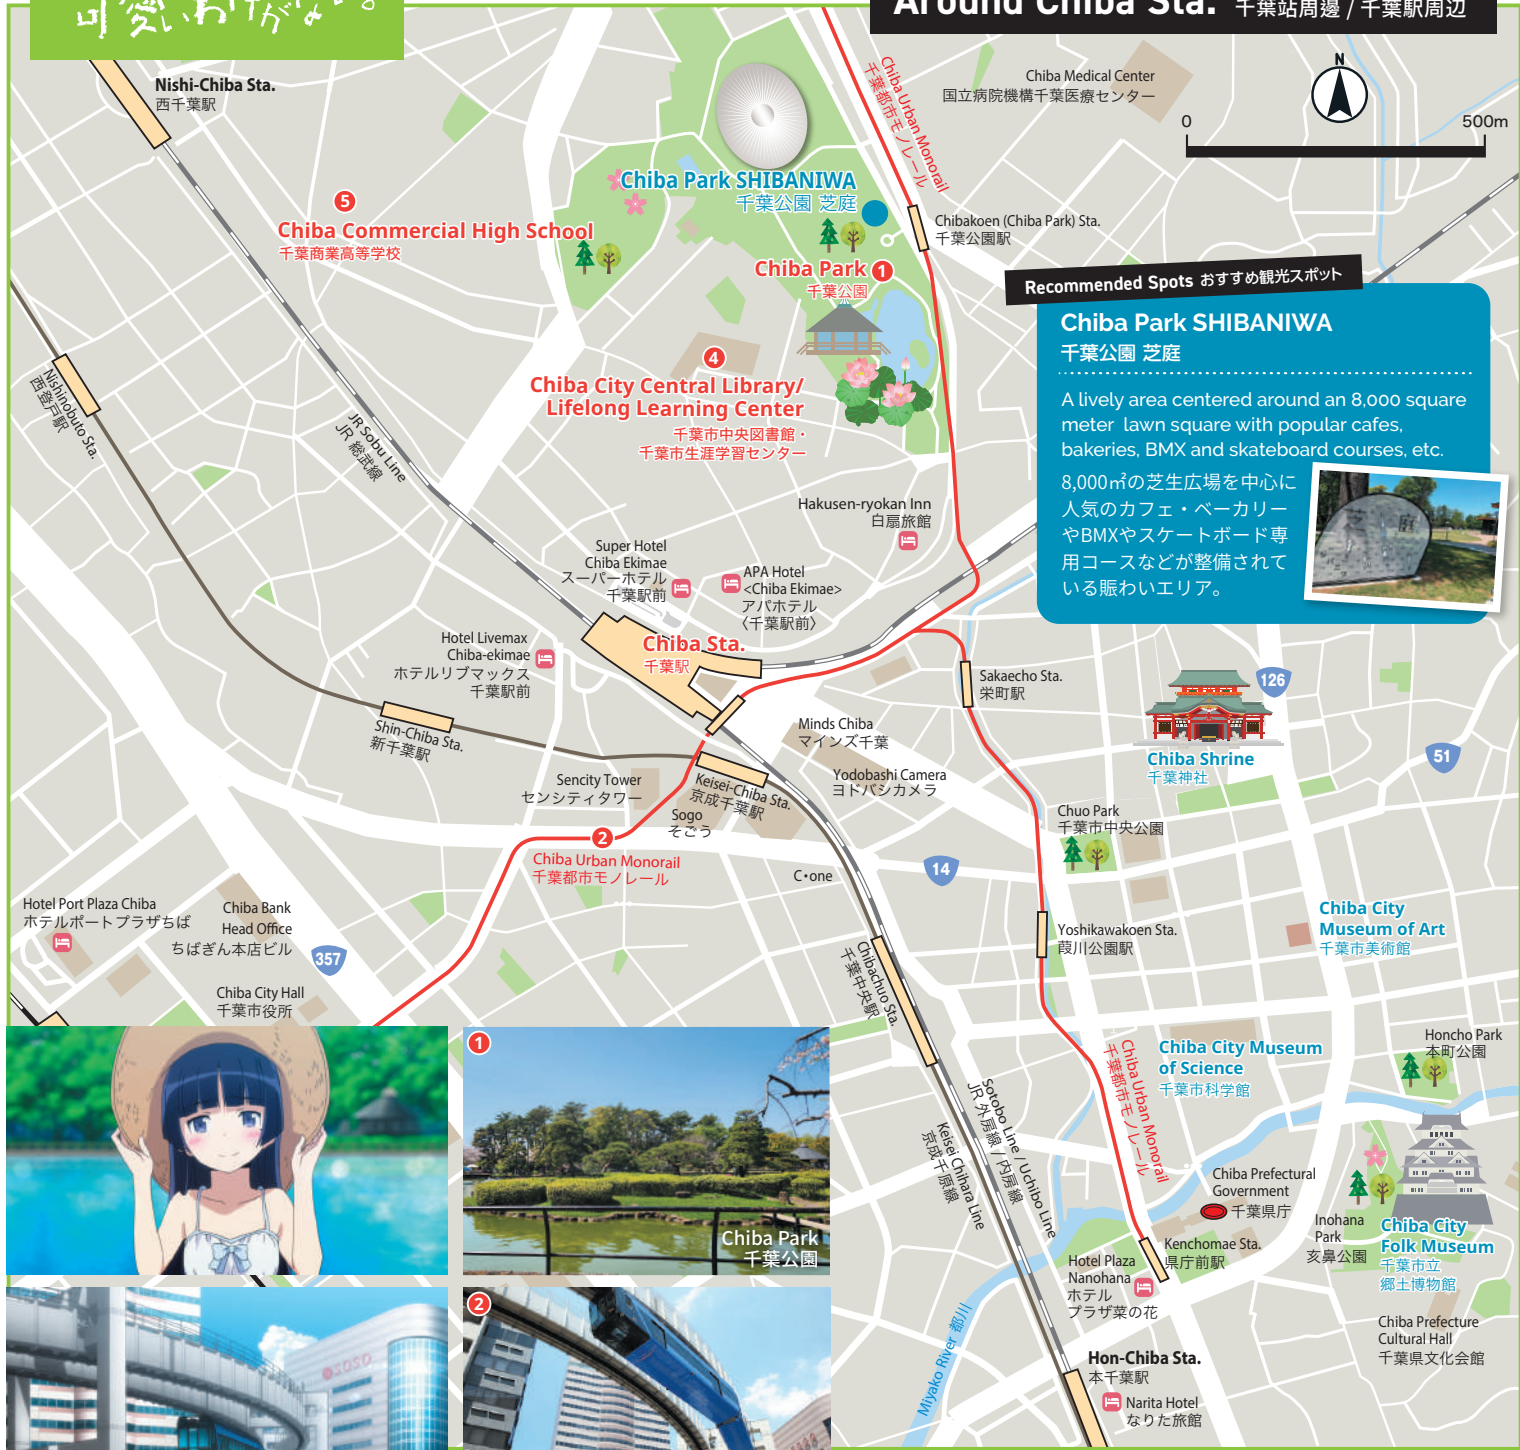 可愛いわけがない。
Around Chiba Sta. 千葉站周邊 / 千葉駅周辺
Nishi-Chiba Sta.
西千葉駅
Chiba Urban Monorail
千葉都市モノレール
Chiba Medical Center
国立病院機構千葉医療センター
N
0
500m
Chiba Park SHIBANIWA
千葉公園 芝庭
5
Chiba Commercial High School
千葉商業高等学校
Chibakoen (Chiba Park) Sta.
千葉公園駅
Chiba Park 1
千葉公園
Recommended Spots おすすめ観光スポット
Chiba Park SHIBANIWA
千葉公園 芝庭
A lively area centered around an 8,000 square
meter lawn square with popular cafes,
bakeries, BMX and skateboard courses, etc.
8,000㎡の芝生広場を中心に
人気のカフェ・ベーカリー
やBMXやスケートボード専
用コースなどが整備されて
いる賑わいエリア。
4
Chiba City Central Library/
Lifelong Learning Center
千葉市中央図書館・
千葉市生涯学習センター
Nishinobuto Sta.
西登戸駅
JR Sobu Line
JR 総武線
Hakusen-ryokan Inn
白扇旅館
Super Hotel
Chiba Ekimae
スーパーホテル
千葉駅前
APA Hotel
<Chiba Ekimae>
アパホテル
〈千葉駅前〉
Chiba Sta.
千葉駅
Hotel Livemax
Chiba-ekimae
ホテルリブマックス
千葉駅前
Sakaecho Sta.
栄町駅
126
Shin-Chiba Sta.
新千葉駅
Minds Chiba
マインズ千葉
Chiba Shrine
千葉神社
51
Sencity Tower
センシティタワー
Keisei-Chiba Sta.
京成千葉駅
Yodobashi Camera
ヨドバシカメラ
Sogo
そごう
Chuo Park
千葉市中央公園
2
Chiba Urban Monorail
千葉都市モノレール
C・one
14
Hotel Port Plaza Chiba
ホテルポートプラザちば
Chiba Bank
Head Office
ちばぎん本店ビル
357
Chiba City
Museum of Art
千葉市美術館
Yoshikawakoen Sta.
葭川公園駅
Chibachuo Sta.
千葉中央駅
Chiba City Hall
千葉市役所
1
Chiba Park
千葉公園
Chiba Urban Monorail
千葉都市モノレール
Chiba City Museum
of Science
千葉市科学館
Honcho Park
本町公園
Sotobo Line / Uchibo Line
JR 外房線 / 内房線
Keisei Chihara Line
京成千原線
Chiba Prefectural
Government
千葉県庁
Inohana
Park
亥鼻公園
Chiba City
Folk Museum
千葉市立
郷土博物館
Kenchomae Sta.
県庁前駅
Hotel Plaza
Nanohana
ホテル
プラザ菜の花
2
SOSO
Miyako River 都川
Chiba Prefecture
Cultural Hall
千葉県文化会館
Hon-Chiba Sta.
本千葉駅
Narita Hotel
なりた旅館